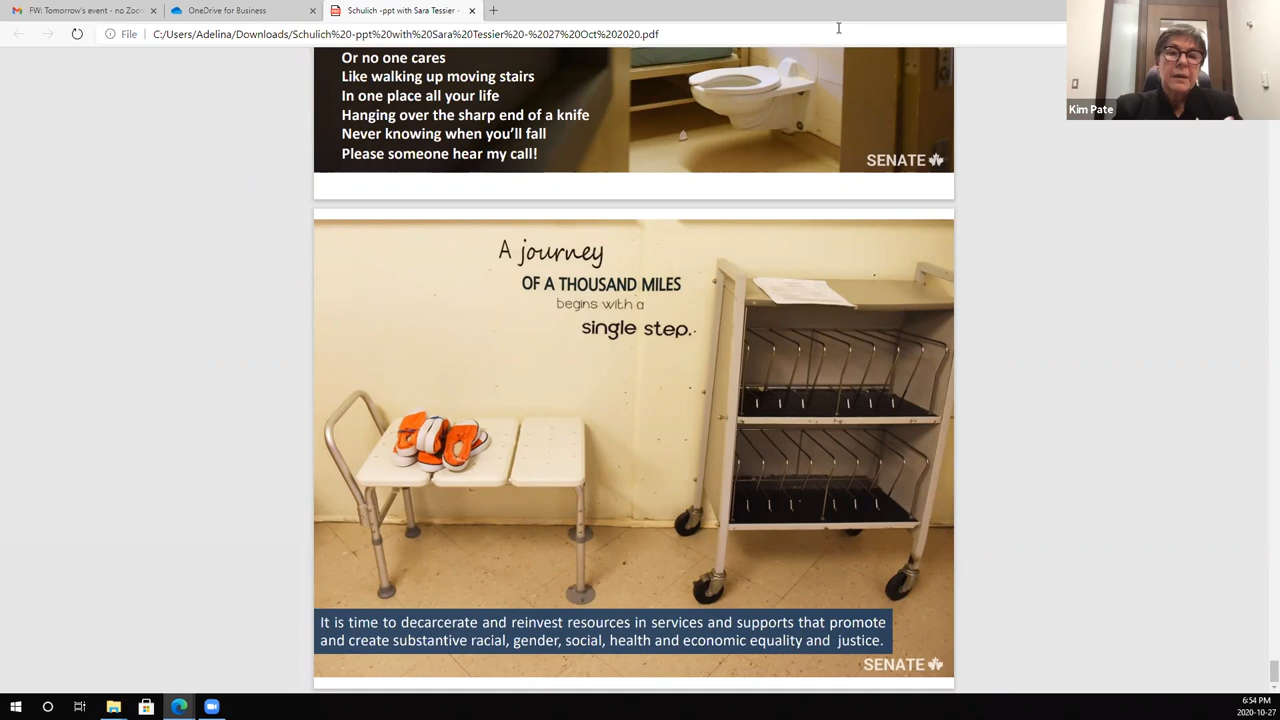 FW: Tomorrow's event - na Zoo
OneDrive for Business
Schulich -ppt with Sara Tessier -
File
C:/Users/Adelina/Downloads/Schulich%20-ppt%20with%20Sara%20Tessier%20-%2027%20Oct%202020.pdf
Kim Pate
Or no one cares
Like walking up moving stairs
In one place all your life
Hanging over the sharp end of a knife
Never knowing when you'll fall
Please someone hear my call!
SENATE
A journey
OF A THOUSAND MILES
begins with a
single step.
It is time to decarcerate and reinvest resources in services and supports that promote
and create substantive racial, gender, social, health and economic equality and justice.
SENATE
6:54 PM
2020-10-27